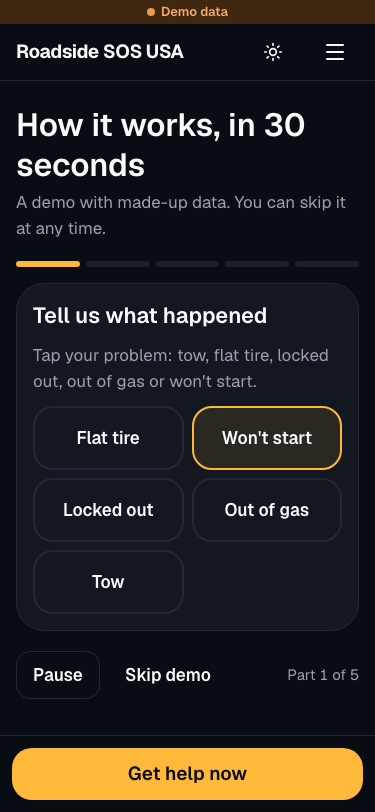 Demo data
Roadside SOS USA
How it works, in 30
seconds
A demo with made-up data. You can skip it
at any time.
Tell us what happened
Tap your problem: tow, flat tire, locked
out, out of gas or won't start.
Flat tire
Won't start
Locked out
Out of gas
Tow
Pause
Skip demo
Part 1 of 5
Get help now